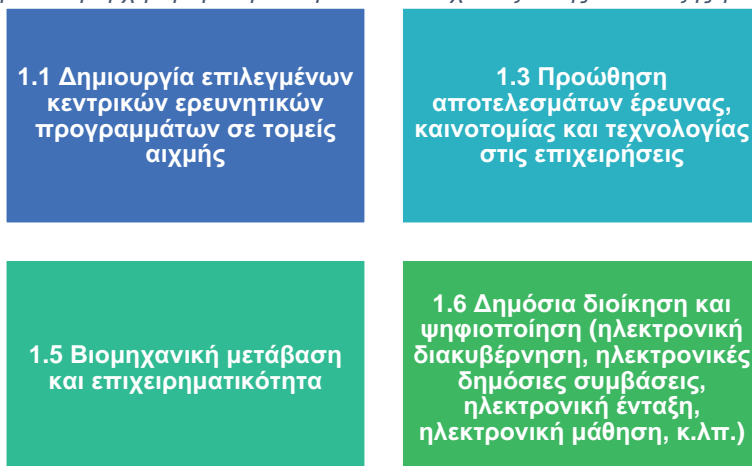 1.1 Δημιουργία επιλεγμένων
κεντρικών ερευνητικών
προγραμμάτων σε τομείς
αιχμής
1.3 Προώθηση
αποτελεσμάτων έρευνας,
καινοτομίας και τεχνολογίας
στις επιχειρήσεις
1.5 Βιομηχανική μετάβαση
και επιχειρηματικότητα
1.6 Δημόσια διοίκηση και
ψηφιοποίηση (ηλεκτρονική
διακυβέρνηση, ηλεκτρονικές
δημόσιες συμβάσεις,
ηλεκτρονική ένταξη,
ηλεκτρονική μάθηση, κ.λπ.)